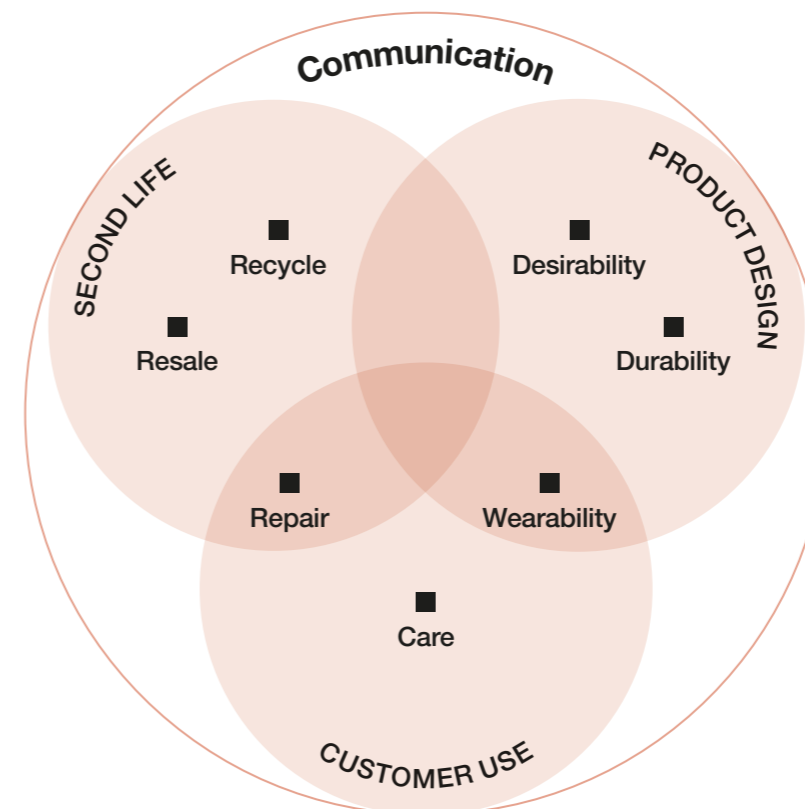 Communication
SECOND LIFE
PRODUCT DESIGN
Recycle
Desirability
Resale
Durability
Repair
Wearability
Care
CUSTOMER USE